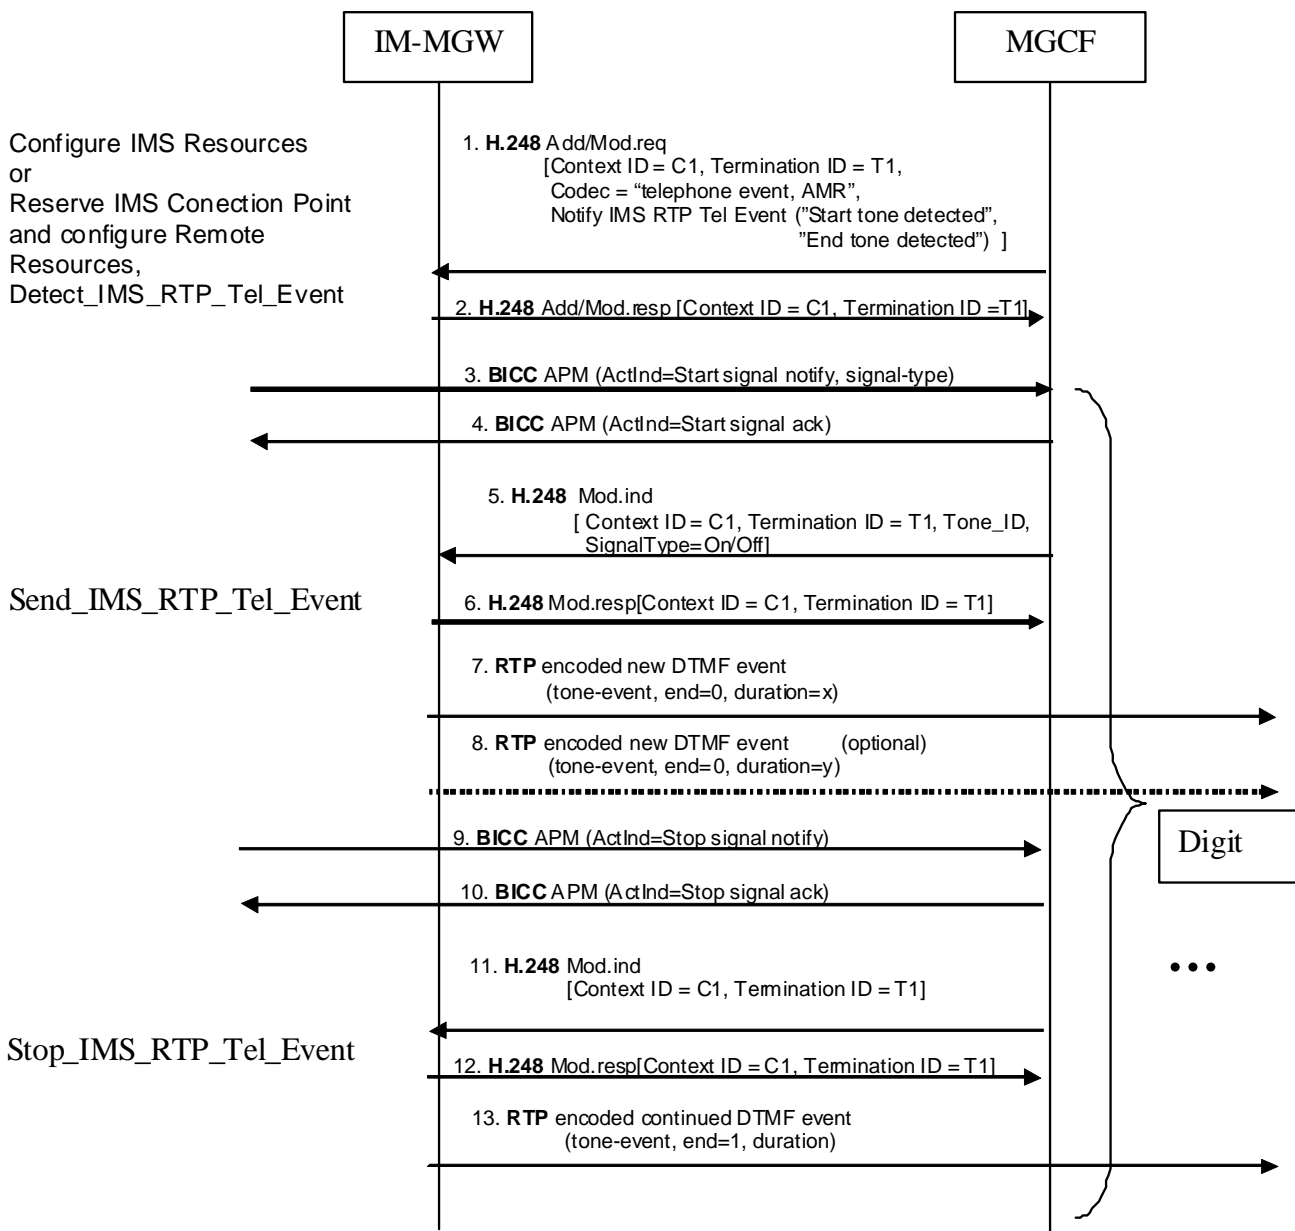 IM-MGW
MGCF
Configure IMS Resources
or
Reserve IMS Conection Point
and configure Remote
Resources,
Detect_IMS_RTP_Tel_Event
1. H.248 Add/Mod.req
[Context ID = C1, Termination ID = T1,
Codec = “telephone event, AMR”,
Notify IMS RTP Tel Event (”Start tone detected”,
”End tone detected”) ]
2. H.248 Add/Mod.resp [Context ID = C1, Termination ID =T1]
3. BICC APM (ActInd=Start signal notify, signal-type)
4. BICC APM (ActInd=Start signal ack)
5. H.248 Mod.ind
[ Context ID = C1, Termination ID = T1, Tone_ID,
SignalType=On/Off]
Send_IMS_RTP_Tel_Event
6. H.248 Mod.resp[Context ID = C1, Termination ID = T1]
7. RTP encoded new DTMF event
(tone-event, end=0, duration=x)
8. RTP encoded new DTMF event (optional)
(tone-event, end=0, duration=y)
9. BICC APM (ActInd=Stop signal notify)
Digit
10. BICC APM (ActInd=Stop signal ack)
11. H.248 Mod.ind
[Context ID = C1, Termination ID = T1]
...
Stop_IMS_RTP_Tel_Event
12. H.248 Mod.resp[Context ID = C1, Termination ID = T1]
13. RTP encoded continued DTMF event
(tone-event, end=1, duration)